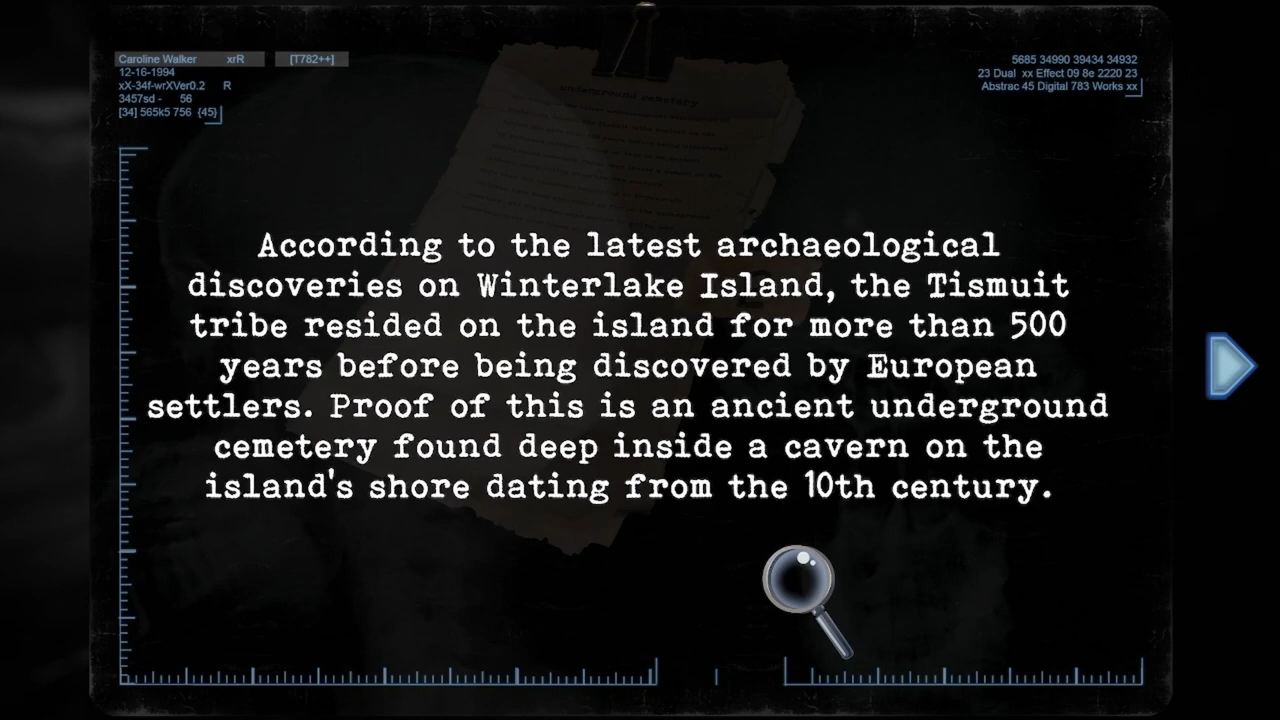 Caroline Walker xrR [T782++]
12-16-1994
xX-34f-wrXVer0.2 R
3457sd - 56
[34] 565k5 756 {45}
5685 34990 39434 34932
23 Dual xx Effect 09 8e 2220 23
Abstrac 45 Digital 783 Works xx
underground cemetery
According to the latest archaeological
discoveries on Winterlake Island, the Tismuit
tribe resided on the island for more than 500
years before being discovered by European
settlers. Proof of this is an ancient underground
cemetery found deep inside a cavern on the
island's shore dating from the 10th century.